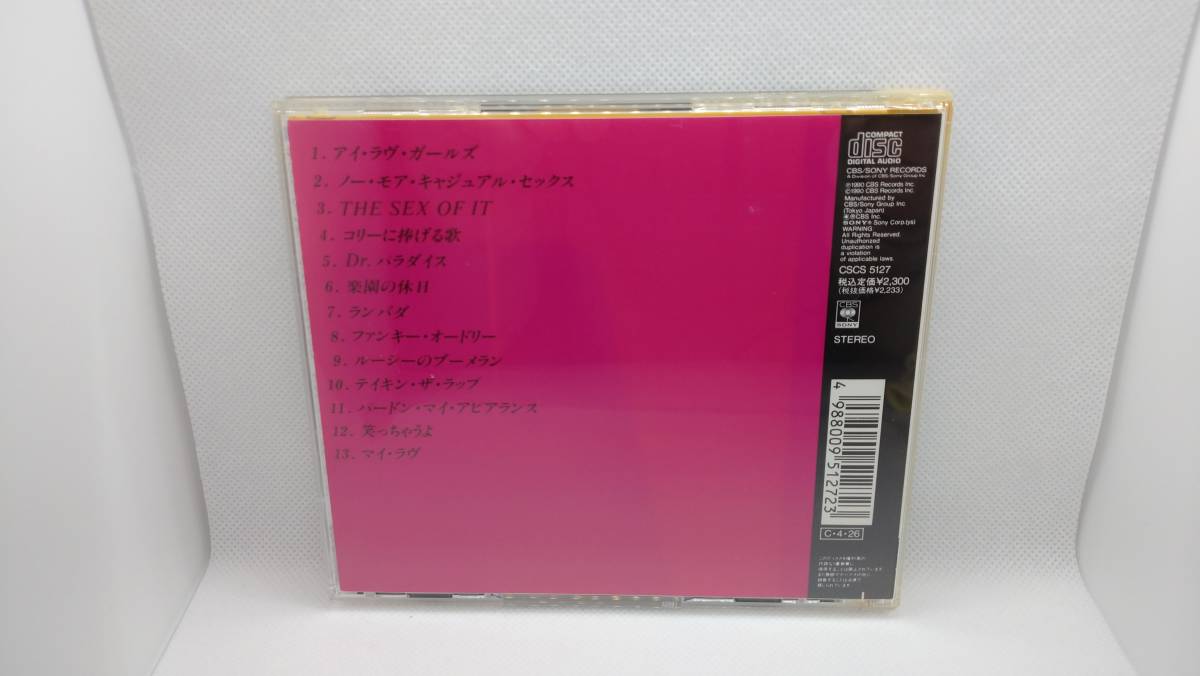 1. アイ・ラヴ・ガールズ
2. ノー・モア・キャジュアル・セックス
3. THE SEX OF IT
4. コリーに捧げる歌
5. Dr. パラダイス
6. 楽園の休日
7. ランバダ
8. ファンキー・オードリー
9. ルーシーのブーメラン
10. テイキン・ザ・ラップ
11. パードン・マイ・アピアランス
12. 笑っちゃうよ
13. マイ・ラヴ
COMPACT
disc
DIGITAL AUDIO
CBS/SONY RECORDS
A Division of CBS/Sony Group Inc.
Ⓟ1990 CBS Records Inc.
©1990 CBS Records Inc.
Manufactured by
CBS/Sony Group Inc.
(Tokyo Japan)
CBS Inc.
SONY Sony Corp.
WARNING
All Rights Reserved.
Unauthorized
duplication is
a violation
of applicable laws.
CSCS 5127
税込定価¥2,300
(税抜価格¥2,233)
CBS
SONY
STEREO
4 988009 512723
C・4・26